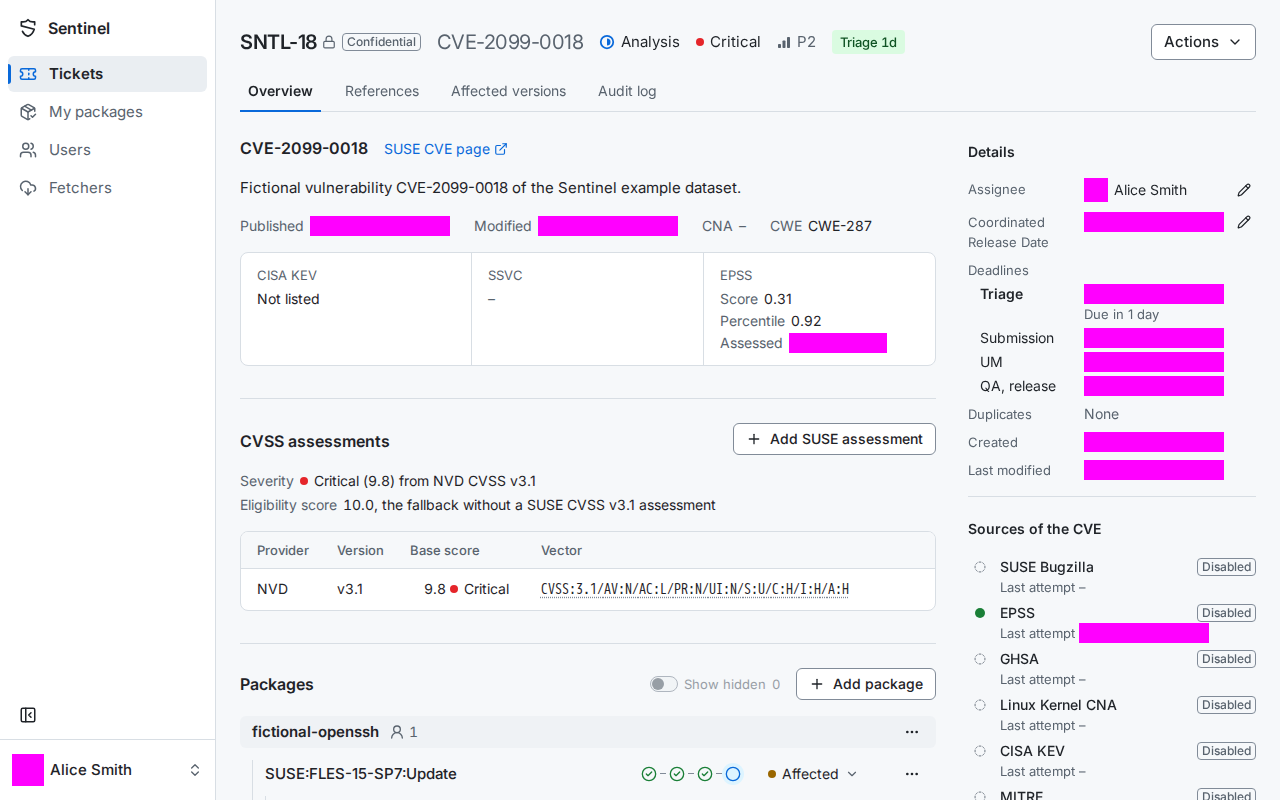 Sentinel
Tickets
My packages
Users
Fetchers
Alice Smith
SNTL-18 Confidential CVE-2099-0018 Analysis Critical P2 Triage 1d Actions
Overview References Affected versions Audit log
CVE-2099-0018 SUSE CVE page
Fictional vulnerability CVE-2099-0018 of the Sentinel example dataset.
Published Modified CNA – CWE CWE-287
CISA KEV
Not listed
SSVC
–
EPSS
Score 0.31
Percentile 0.92
Assessed
CVSS assessments Add SUSE assessment
Severity Critical (9.8) from NVD CVSS v3.1
Eligibility score 10.0, the fallback without a SUSE CVSS v3.1 assessment
Provider Version Base score Vector
NVD v3.1 9.8 Critical CVSS:3.1/AV:N/AC:L/PR:N/UI:N/S:U/C:H/I:H/A:H
Packages Show hidden 0 Add package
fictional-openssh 1
SUSE:FLES-15-SP7:Update Affected
Details
Assignee Alice Smith
Coordinated
Release Date
Deadlines
Triage
Due in 1 day
Submission
UM
QA, release
Duplicates None
Created
Last modified
Sources of the CVE
SUSE Bugzilla Disabled
Last attempt –
EPSS Disabled
Last attempt
GHSA Disabled
Last attempt –
Linux Kernel CNA Disabled
Last attempt –
CISA KEV Disabled
Last attempt –
MITRE Disabled